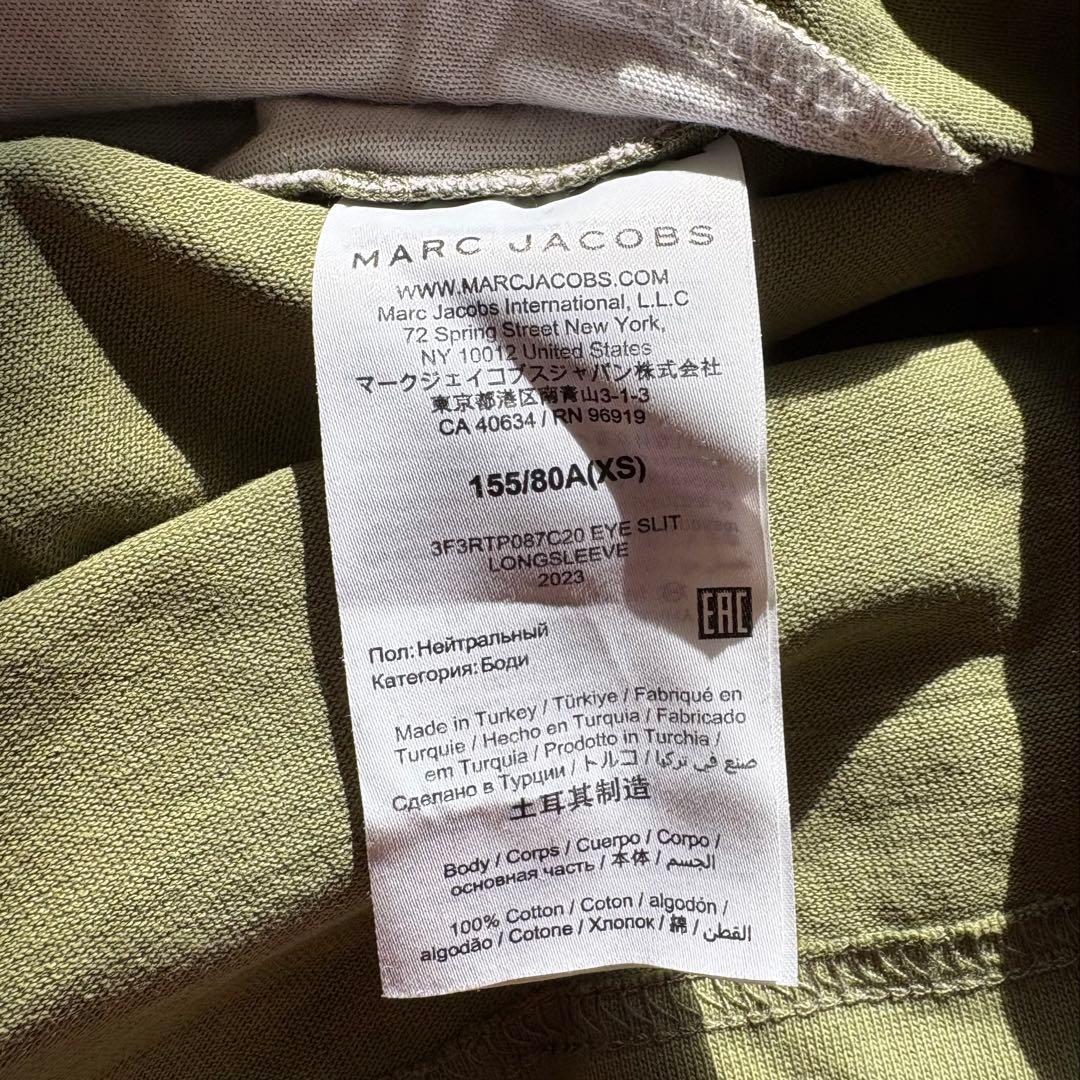 MARC JACOBS
WWW.MARCJACOBS.COM
Marc Jacobs International, L.L.C
72 Spring Street New York,
NY 10012 United States
マークジェイコブスジャパン株式会社
東京都港区南青山3-1-3
CA 40634 / RN 96919
155/80A(XS)
3F3RTP087C20 EYE SLIT
LONGSLEEVE
2023
EAC
Пол: Нейтральный
Категория: Боди
Made in Turkey / Türkiye / Fabriqué en
Turquie / Hecho en Turquia / Fabricado
em Turquia / Prodotto in Turchia /
Сделано в Турции / トルコ / صنع في تركيا
土耳其制造
Body / Corps / Cuerpo / Corpo /
основная часть / 本体 / الجسم
100% Cotton / Coton / algodón /
algodão / Cotone / Хлопок / 綿 / القطن